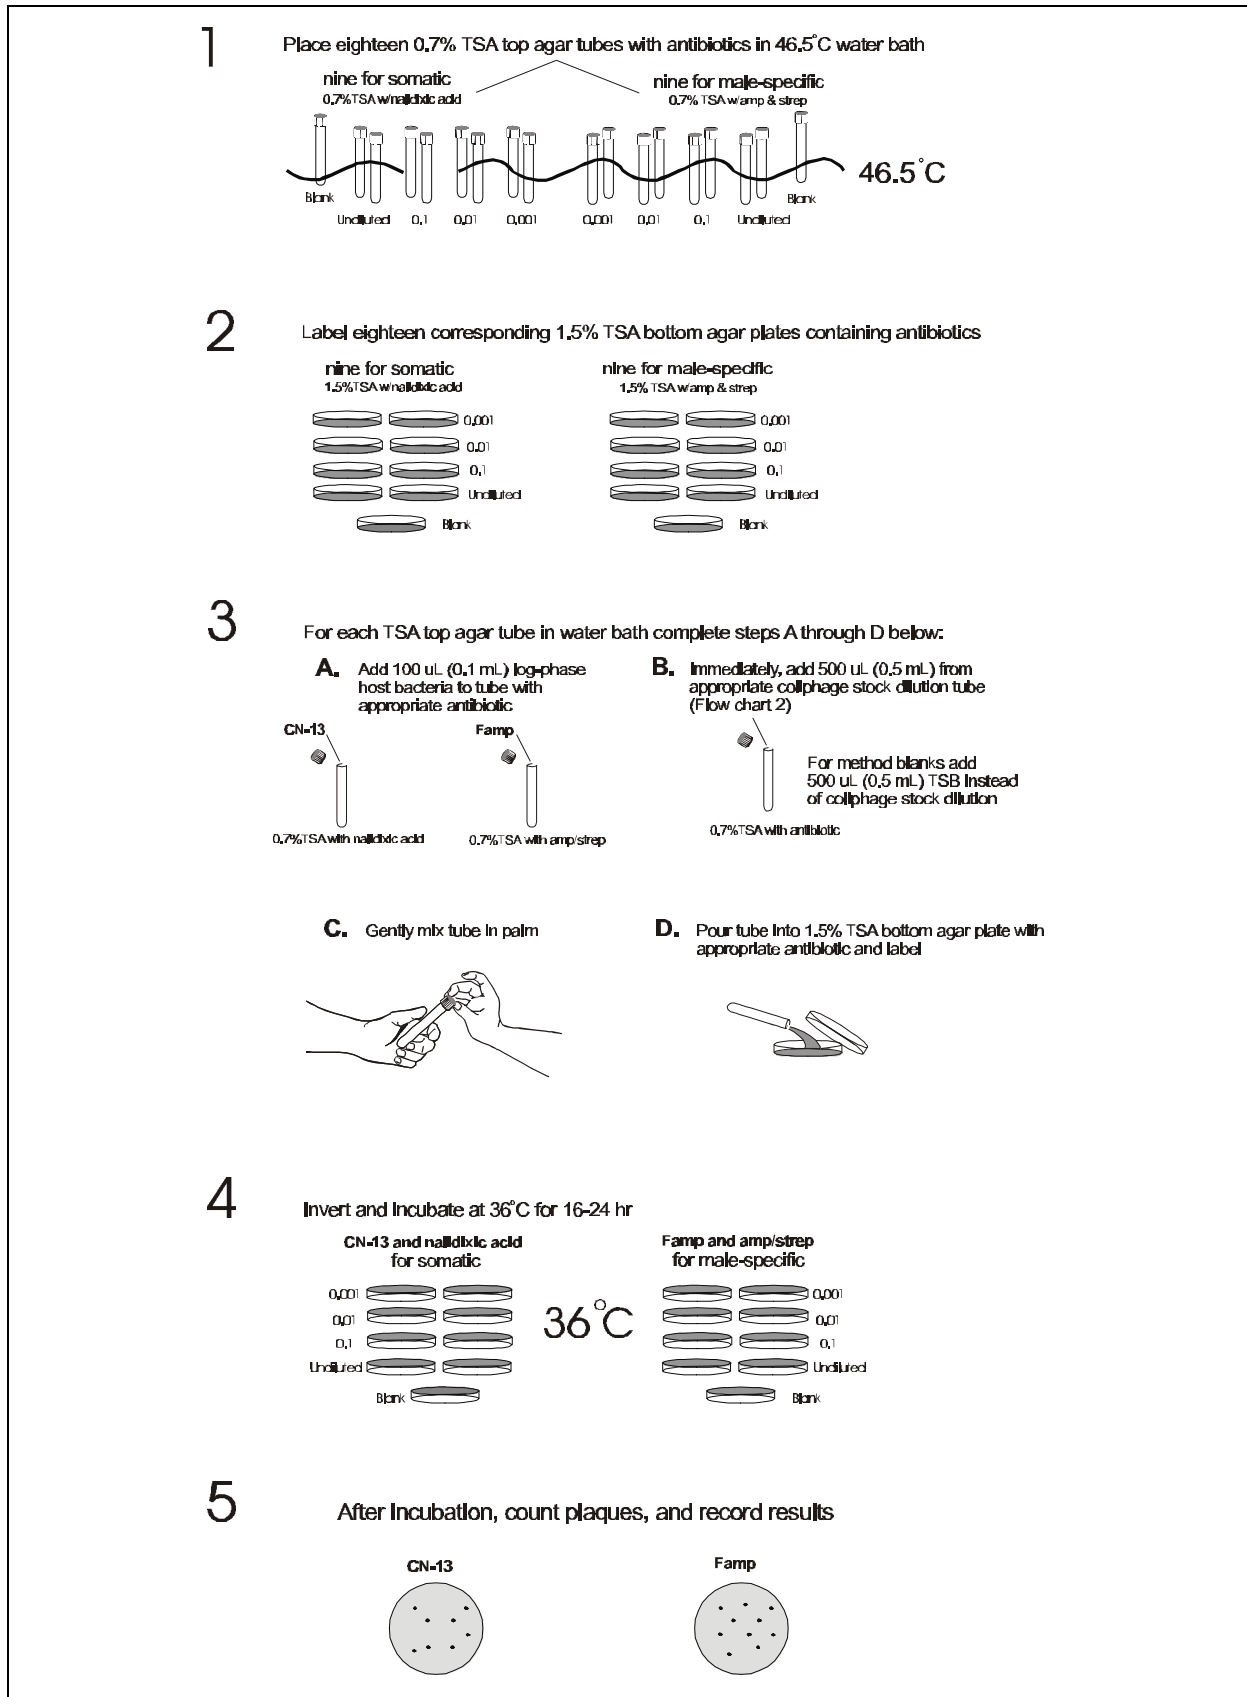 1
Place eighteen 0.7% TSA top agar tubes with antibiotics in 46.5°C water bath
nine for somatic
0.7%TSA w/nalidixic acid
nine for male-specific
0.7% TSA w/amp & strep
46.5°C
Blank
Undiluted 0.1 0.01 0.001 0.001 0.01 0.1 Undiluted
Blank
2
Label eighteen corresponding 1.5% TSA bottom agar plates containing antibiotics
nine for somatic
1.5%TSA w/nalidixic acid
0.001
0.01
0.1
Undiluted
Blank
nine for male-specific
1.5% TSA w/amp & strep
0.001
0.01
0.1
Undiluted
Blank
3
For each TSA top agar tube in water bath complete steps A through D below:
A. Add 100 uL (0.1 mL) log-phase
host bacteria to tube with
appropriate antibiotic
CN-13
Famp
0.7%TSA with nalidixic acid
0.7%TSA with amp/strep
B. Immediately, add 500 uL (0.5 mL) from
appropriate coliphage stock dilution tube
(Flow chart 2)
For method blanks add
500 uL (0.5 mL) TSB instead
of coliphage stock dilution
0.7%TSA with antibiotic
C. Gently mix tube in palm
D. Pour tube into 1.5% TSA bottom agar plate with
appropriate antibiotic and label
4
Invert and incubate at 36°C for 16-24 hr
CN-13 and nalidixic acid
for somatic
0.001
0.01
0.1
Undiluted
Blank
36°C
Famp and amp/strep
for male-specific
0.001
0.01
0.1
Undiluted
Blank
5
After incubation, count plaques, and record results
CN-13
Famp